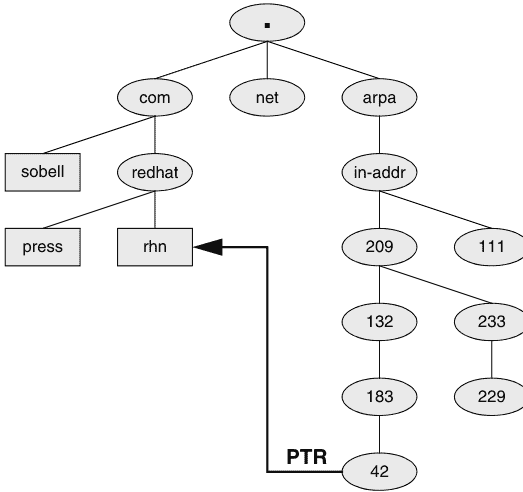 .
com net arpa
sobell redhat in-addr
press rhn 209 111
132 233
183 229
PTR 42